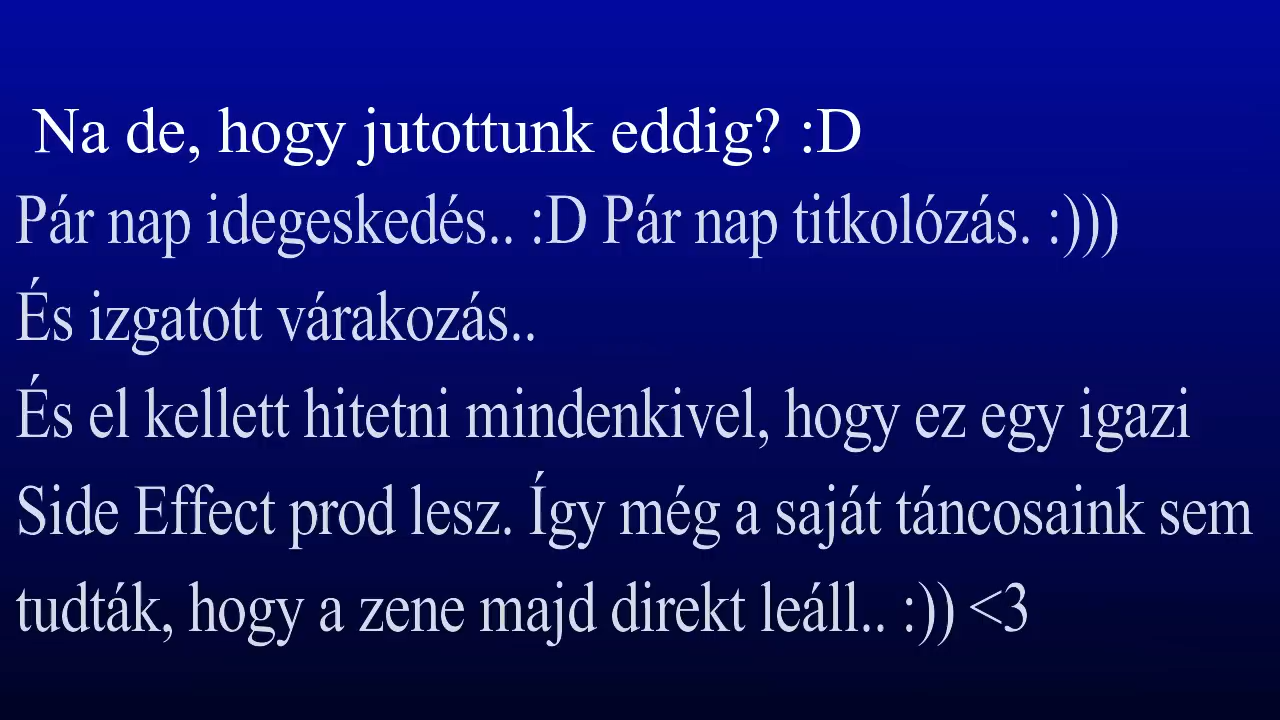 Na de, hogy jutottunk eddig? :D
Pár nap idegeskedés.. :D Pár nap titkolózás. :)))
És izgatott várakozás..
És el kellett hitetni mindenkivel, hogy ez egy igazi
Side Effect prod lesz. Így még a saját táncosaink sem
tudták, hogy a zene majd direkt leáll.. :)) <3